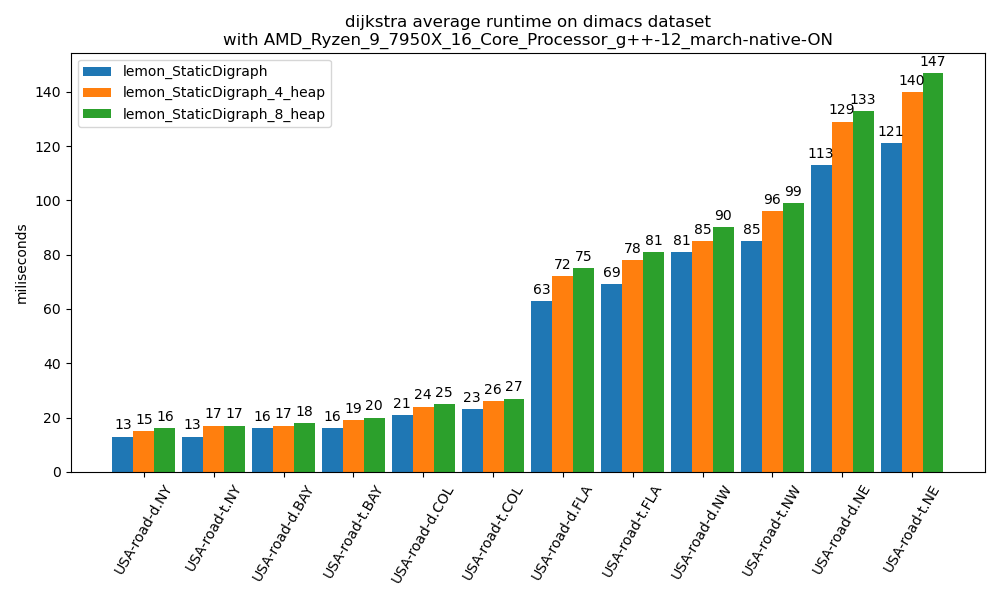 dijkstra average runtime on dimacs dataset
with AMD_Ryzen_9_7950X_16_Core_Processor_g++-12_march-native-ON
lemon_StaticDigraph
lemon_StaticDigraph_4_heap
lemon_StaticDigraph_8_heap
miliseconds
140
120
100
80
60
40
20
0
13 15 16
13 17 17
16 17 18
16 19 20
21 24 25
23 26 27
63 72 75
69 78 81
81 85 90
85 96 99
113 129 133
121 140 147
USA-road-d.NY
USA-road-t.NY
USA-road-d.BAY
USA-road-t.BAY
USA-road-d.COL
USA-road-t.COL
USA-road-d.FLA
USA-road-t.FLA
USA-road-d.NW
USA-road-t.NW
USA-road-d.NE
USA-road-t.NE